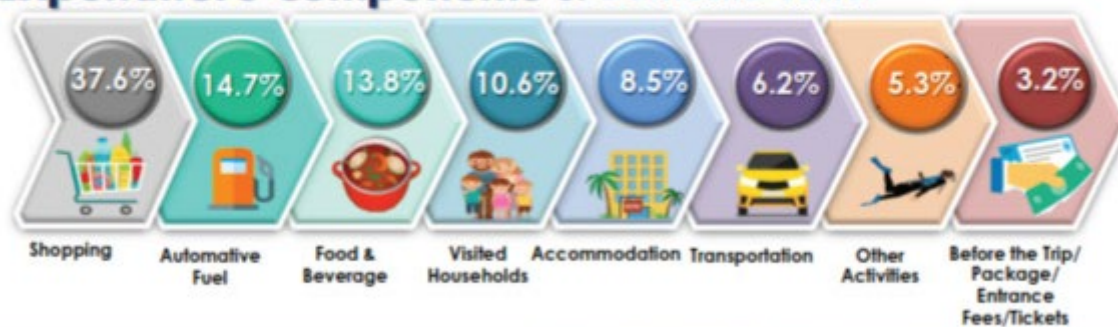 37.6%
14.7%
13.8%
10.6%
8.5%
6.2%
5.3%
3.2%
Shopping
Automative
Fuel
Food &
Beverage
Visited
Households
Accommodation
Transportation
Other
Activities
Before the Trip/
Package/
Entrance
Fees/Tickets